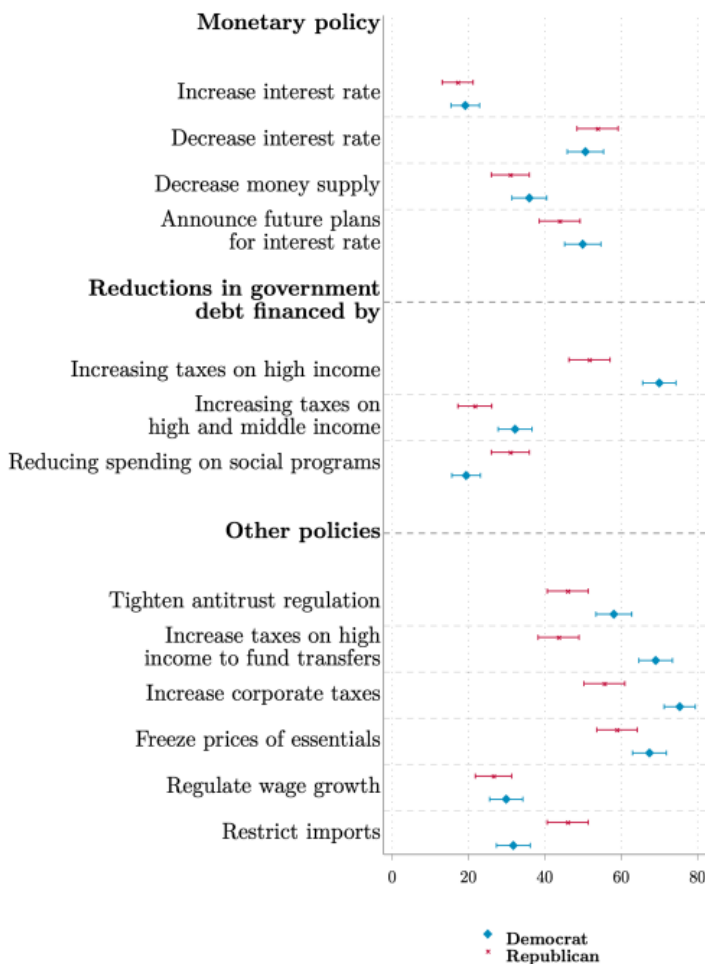 Monetary policy
Increase interest rate
Decrease interest rate
Decrease money supply
Announce future plans
for interest rate
Reductions in government
debt financed by
Increasing taxes on high income
Increasing taxes on
high and middle income
Reducing spending on social programs
Other policies
Tighten antitrust regulation
Increase taxes on high
income to fund transfers
Increase corporate taxes
Freeze prices of essentials
Regulate wage growth
Restrict imports
0 20 40 60 80
Democrat
Republican